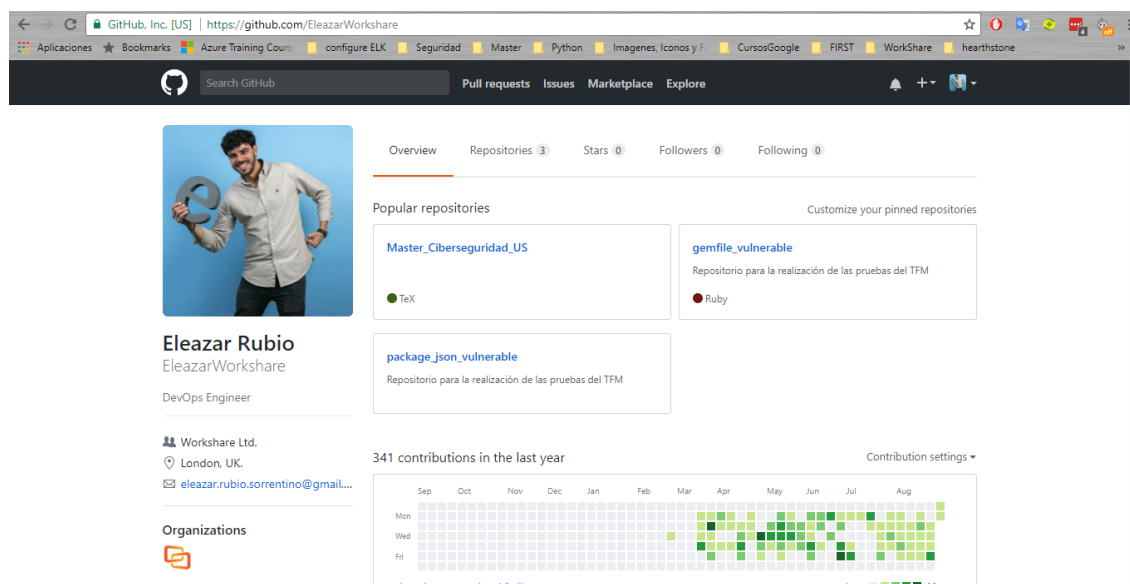 GitHub, Inc. [US] | https://github.com/EleazarWorkshare
Aplicaciones Bookmarks Azure Training Cours configure ELK Seguridad Master Python Imagenes, Iconos y F CursosGoogle FIRST WorkShare hearthstone »
Search GitHub Pull requests Issues Marketplace Explore
Overview Repositories 3 Stars 0 Followers 0 Following 0
Popular repositories Customize your pinned repositories
Master_Ciberseguridad_US
TeX
gemfile_vulnerable
Repositorio para la realización de las pruebas del TFM
Ruby
package_json_vulnerable
Repositorio para la realización de las pruebas del TFM
Eleazar Rubio
EleazarWorkshare
DevOps Engineer
Workshare Ltd.
London, UK.
eleazar.rubio.sorrentino@gmail....
Organizations
341 contributions in the last year Contribution settings
Sep Oct Nov Dec Jan Feb Mar Apr May Jun Jul Aug
Mon
Wed
Fri